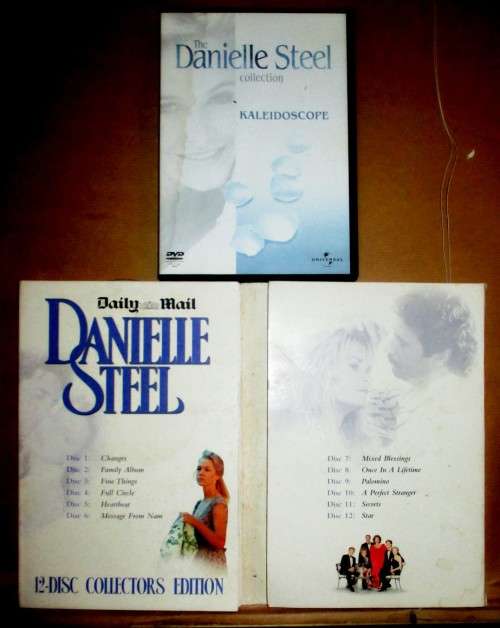 The
Danielle Steel
collection
KALEIDOSCOPE
DVD
UNIVERSAL
Daily Mail
DANIELLE
STEEL
Disc 1: Changes
Disc 2: Family Album
Disc 3: Fine Things
Disc 4: Full Circle
Disc 5: Heartbeat
Disc 6: Message From Nam
12-DISC COLLECTORS EDITION
Disc 7: Mixed Blessings
Disc 8: Once In A Lifetime
Disc 9: Palomino
Disc 10: A Perfect Stranger
Disc 11: Secrets
Disc 12: Star